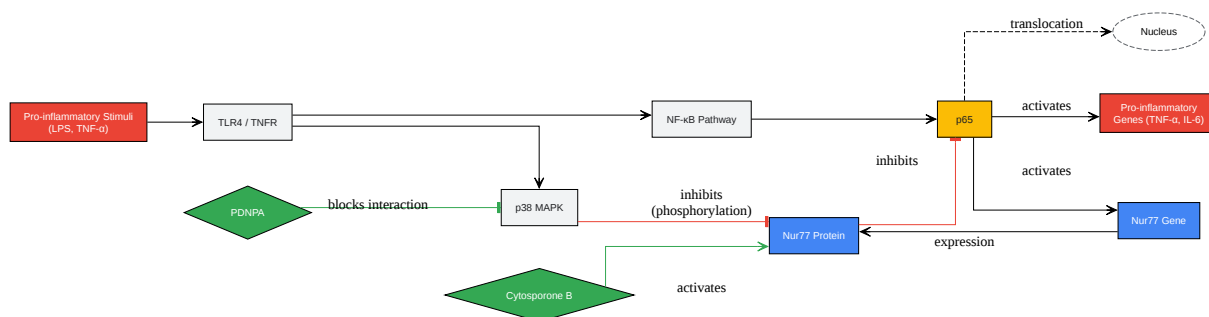 translocation
Nucleus
Pro-inflammatory Stimuli
(LPS, TNF-α)
TLR4 / TNFR
NF-κB Pathway
p65
activates
Pro-inflammatory
Genes (TNF-α, IL-6)
inhibits
activates
PDNPA
blocks interaction
p38 MAPK
inhibits
(phosphorylation)
Nur77 Protein
Nur77 Gene
expression
Cytosporone B
activates